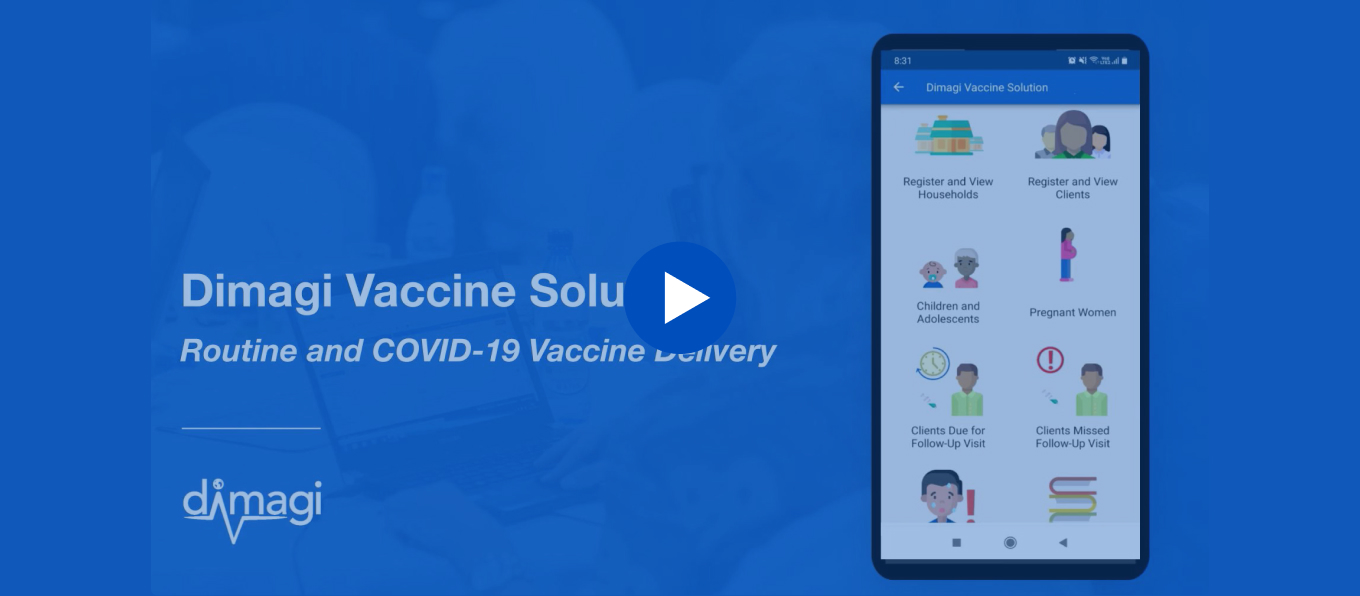 Dimagi Vaccine Solu
Routine and COVID-19 Vaccine Delivery
dimagi
8:31
Dimagi Vaccine Solution
Register and View
Households
Register and View
Clients
Children and
Adolescents
Pregnant Women
Clients Due for
Follow-Up Visit
Clients Missed
Follow-Up Visit